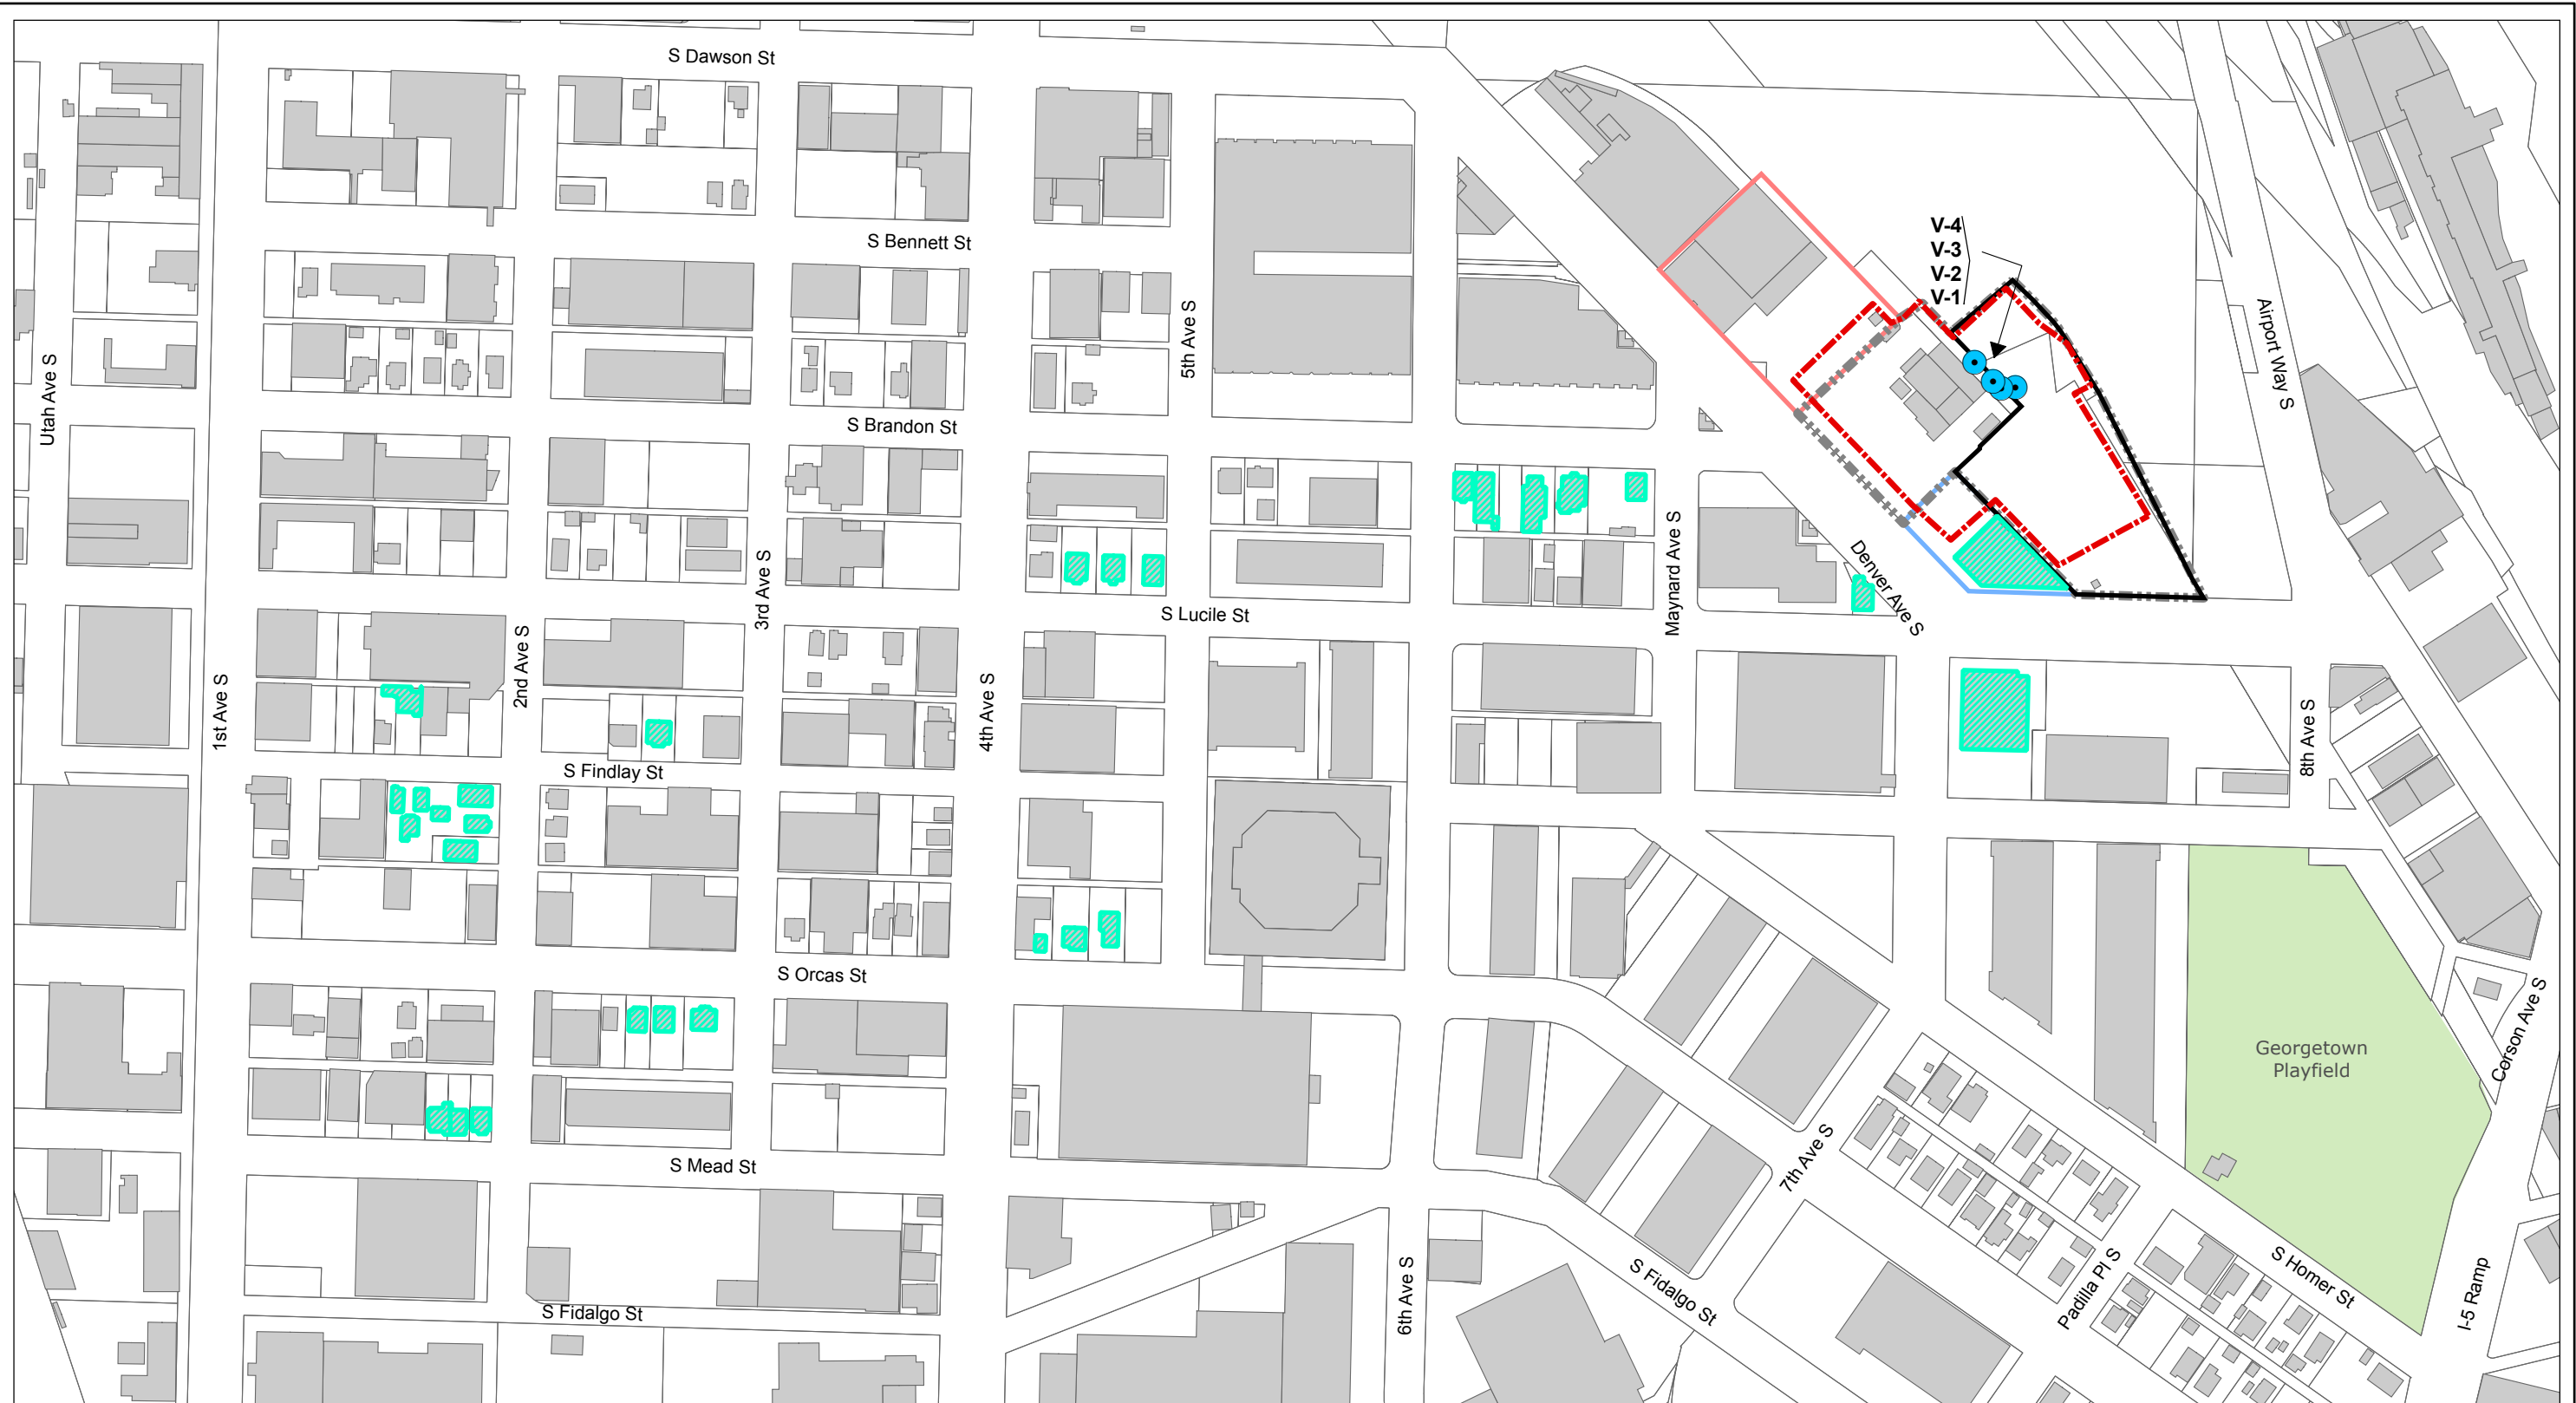 S Dawson St
V-4
V-3
V-2
V-1
S Bennett St
5th Ave S
Airport Way S
Utah Ave S
S Brandon St
Maynard Ave S
Denver Ave S
3rd Ave S
S Lucile St
2nd Ave S
1st Ave S
4th Ave S
8th Ave S
S Findlay St
S Orcas St
Georgetown
Playfield
Corson Ave S
S Mead St
7th Ave S
S Homer St
Padilla Pl S
S Fidalgo St
S Fidalgo St
6th Ave S
I-5 Ramp